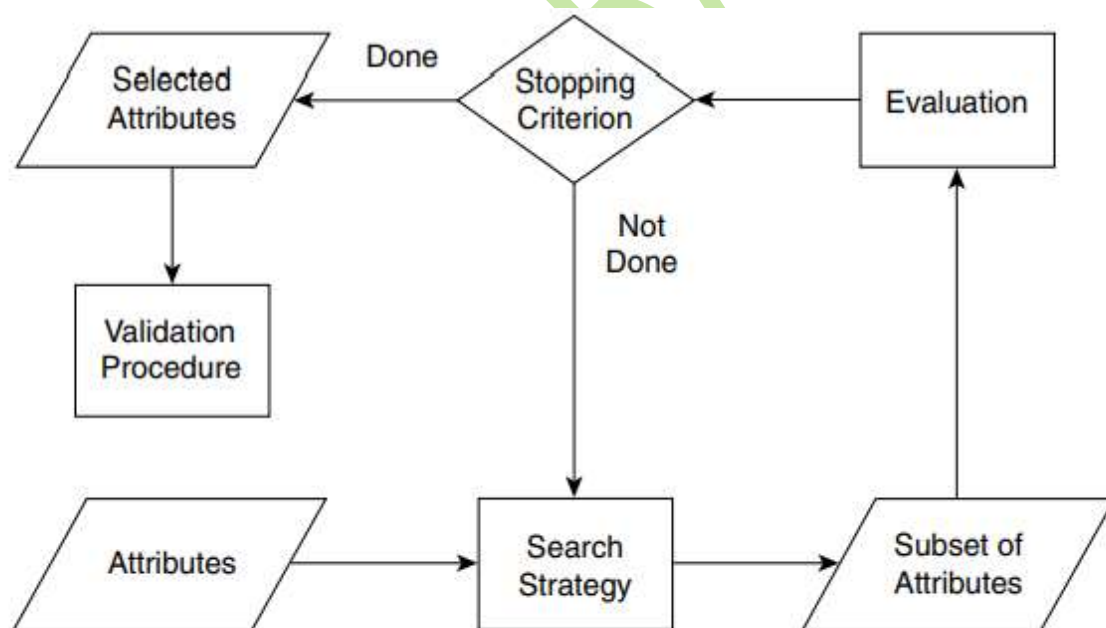 Done
Selected
Attributes
Stopping
Criterion
Evaluation
Not
Done
Validation
Procedure
Attributes
Search
Strategy
Subset of
Attributes